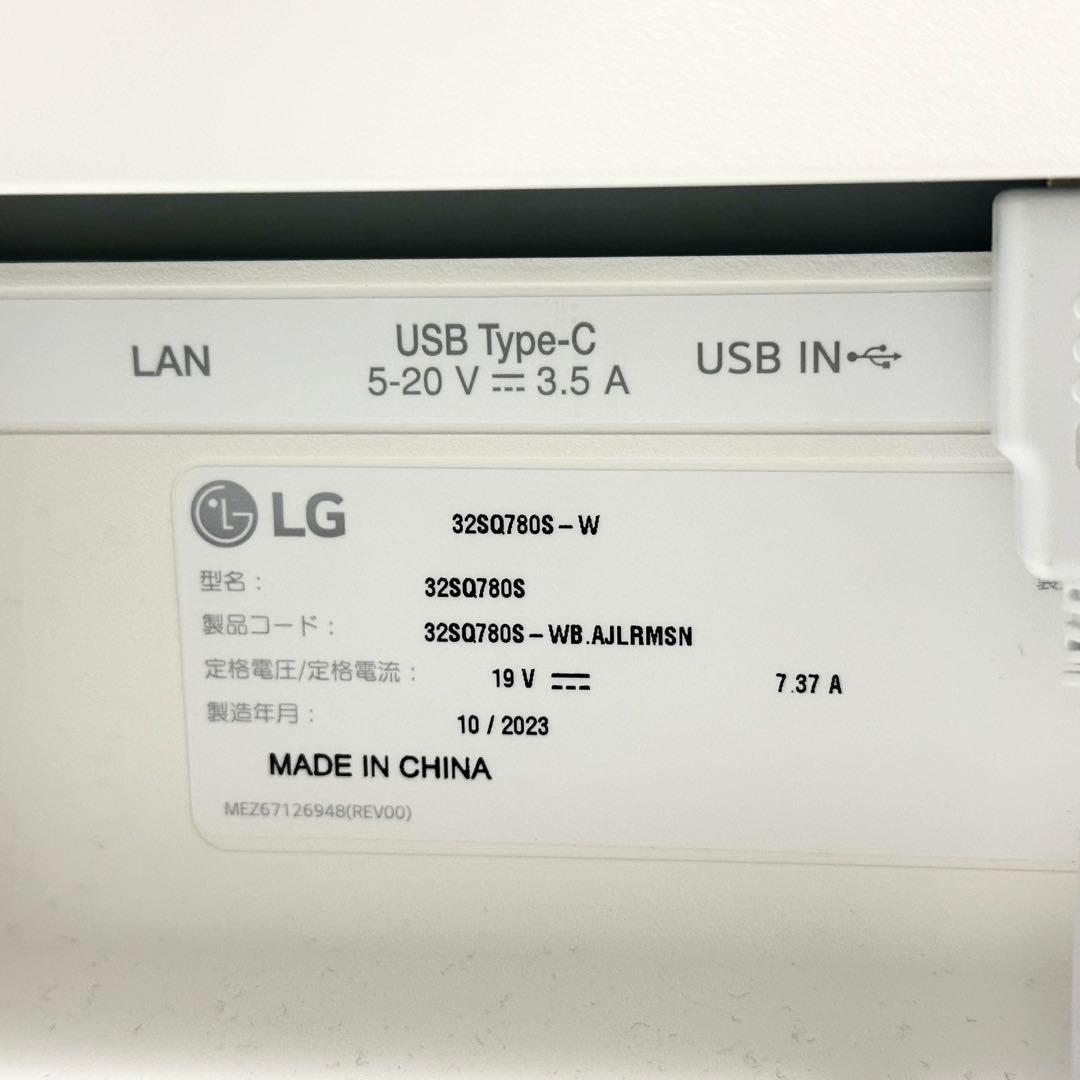 LAN
USB Type-C
5-20 V ⎓ 3.5 A
USB IN
LG
32SQ780S-W
型名：
32SQ780S
製品コード：
32SQ780S-WB.AJLRMSN
定格電圧/定格電流：
19 V ⎓ 7.37 A
製造年月：
10 / 2023
MADE IN CHINA
MEZ67126948(REV00)